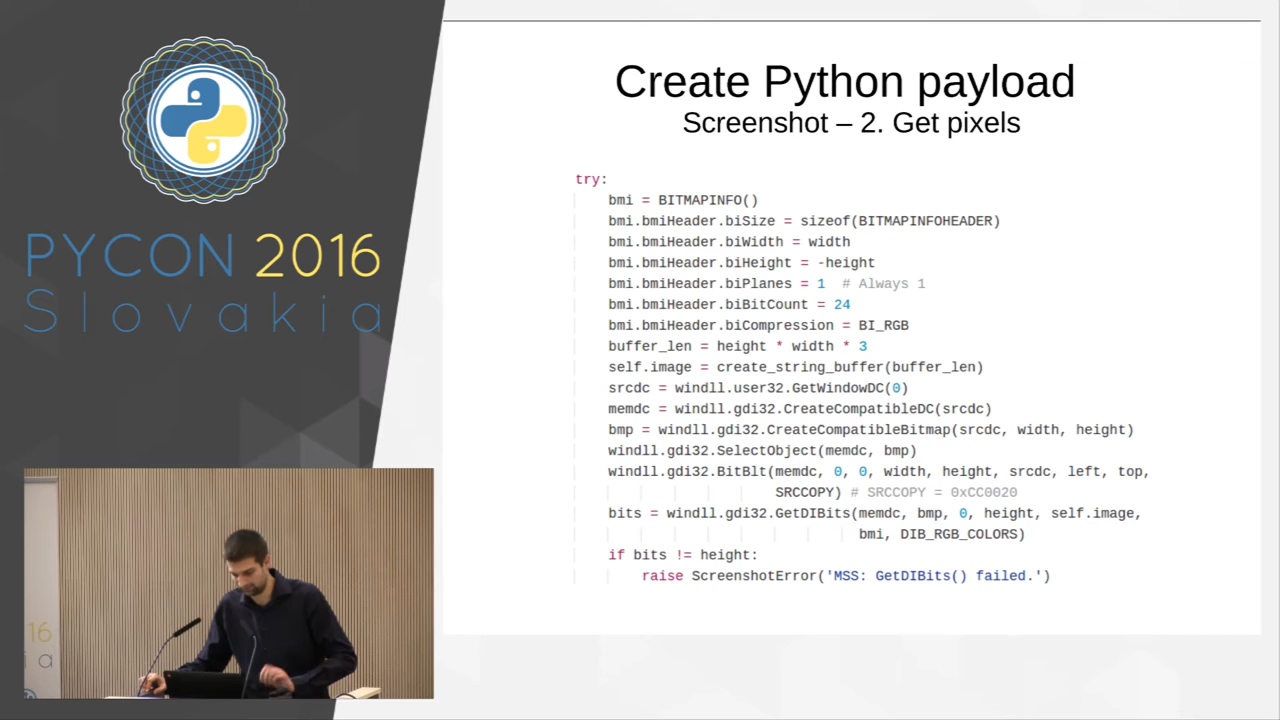 PYCON 2016
Slovakia
16
ia
Create Python payload
Screenshot – 2. Get pixels
try:
bmi = BITMAPINFO()
bmi.bmiHeader.biSize = sizeof(BITMAPINFOHEADER)
bmi.bmiHeader.biWidth = width
bmi.bmiHeader.biHeight = -height
bmi.bmiHeader.biPlanes = 1  # Always 1
bmi.bmiHeader.biBitCount = 24
bmi.bmiHeader.biCompression = BI_RGB
buffer_len = height * width * 3
self.image = create_string_buffer(buffer_len)
srcdc = windll.user32.GetWindowDC(0)
memdc = windll.gdi32.CreateCompatibleDC(srcdc)
bmp = windll.gdi32.CreateCompatibleBitmap(srcdc, width, height)
windll.gdi32.SelectObject(memdc, bmp)
windll.gdi32.BitBlt(memdc, 0, 0, width, height, srcdc, left, top,
SRCCOPY) # SRCCOPY = 0xCC0020
bits = windll.gdi32.GetDIBits(memdc, bmp, 0, height, self.image,
bmi, DIB_RGB_COLORS)
if bits != height:
raise ScreenshotError('MSS: GetDIBits() failed.')